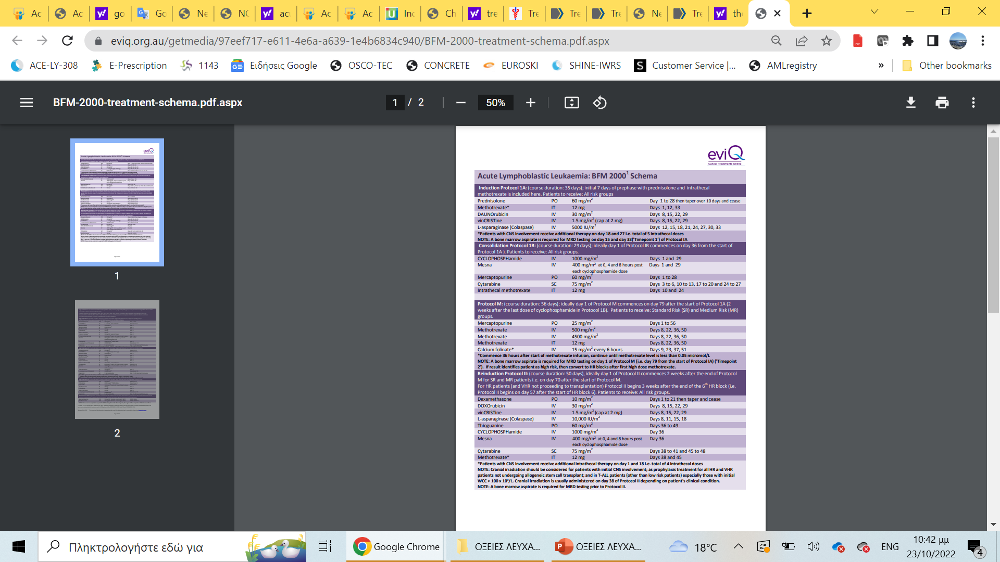 Ac
Ac
go
Go
Ne
NC
ac
Ac
Ac
Inc
Ch
tre
Tre
Tre
Tre
Ne
Tre
th
eviq.org.au/getmedia/97eef717-e611-4e6a-a639-1e4b6834c940/BFM-2000-treatment-schema.pdf.aspx
ACE-LY-308 E-Prescription 1143 Ειδήσεις Google OSCO-TEC CONCRETE EUROSKI SHINE-IWRS Customer Service |... AMLregistry » Other bookmarks
BFM-2000-treatment-schema.pdf.aspx 1 / 2 50%
1
2
eviQ
Cancer Treatments Online
Acute Lymphoblastic Leukaemia: BFM 2000¹ Schema
Induction Protocol 1A: (course duration: 35 days); initial 7 days of prephase with prednisolone and intrathecal
methotrexate is included here. Patients to receive: All risk groups
Prednisolone PO 60 mg/m² Day 1 to 28 then taper over 10 days and cease
Methotrexate* IT 12 mg Days 1, 12, 33
DAUNOrubicin IV 30 mg/m² Days 8, 15, 22, 29
vinCRISTine IV 1.5 mg/m² (cap at 2 mg) Days 8, 15, 22, 29
L-asparaginase (Colaspase) IV 5000 IU/m² Days 12, 15, 18, 21, 24, 27, 30, 33
*Patients with CNS involvement receive additional therapy on day 18 and 27 i.e. total of 5 intrathecal doses
NOTE: A bone marrow aspirate is required for MRD testing on day 15 and day 33('Timepoint 1') of Protocol IA
Consolidation Protocol 1B: (course duration: 29 days); ideally day 1 of Protocol IB commences on day 36 from the start of
Protocol 1A ). Patients to receive: All risk groups.
CYCLOPHOSPHamide IV 1000 mg/m² Days 1 and 29
Mesna IV 400 mg/m² at 0, 4 and 8 hours post Days 1 and 29
each cyclophosphamide dose
Mercaptopurine PO 60 mg/m² Days 1 to 28
Cytarabine SC 75 mg/m² Days 3 to 6, 10 to 13, 17 to 20 and 24 to 27
Intrathecal methotrexate IT 12 mg Days 10 and 24
Protocol M: (course duration: 56 days); ideally day 1 of Protocol M commences on day 79 after the start of Protocol 1A (2
weeks after the last dose of cyclophosphamide in Protocol 1B). Patients to receive: Standard Risk (SR) and Medium Risk (MR)
groups.
Mercaptopurine PO 25 mg/m² Days 1 to 56
Methotrexate IV 500 mg/m² Days 8, 22, 36, 50
Methotrexate IV 4500 mg/m² Days 8, 22, 36, 50
Methotrexate IT 12 mg Days 8, 22, 36, 50
Calcium folinate* IV 15 mg/m² every 6 hours Days 9, 23, 37, 51
*Commence 36 hours after start of methotrexate infusion, continue until methotrexate level is less than 0.05 micromol/L
NOTE: A bone marrow aspirate is required for MRD testing on day 1 of Protocol M (i.e. day 79 from the start of Protocol IA) ('Timepoint
2'). If result identifies patient as high risk, then convert to HR blocks after first high dose methotrexate.
Reinduction Protocol II: (course duration: 50 days), ideally day 1 of Protocol II commences 2 weeks after the end of Protocol
M for SR and MR patients i.e. on day 70 after the start of Protocol M.
For HR patients (and VHR not proceeding to transplantation) Protocol II begins 3 weeks after the end of the 6th HR block (i.e.
Protocol II begins on day 57 after the start of HR block 6). Patients to receive: All risk groups.
Dexamethasone PO 10 mg/m² Days 1 to 21 then taper and cease
DOXOrubicin IV 30 mg/m² Days 8, 15, 22, 29
vinCRISTine IV 1.5 mg/m² (cap at 2 mg) Days 8, 15, 22, 29
L-asparaginase (Colaspase) IV 10,000 IU/m² Days 8, 11, 15, 18
Thioguanine PO 60 mg/m² Days 36 to 49
CYCLOPHOSPHamide IV 1000 mg/m² Day 36
Mesna IV 400 mg/m² at 0, 4 and 8 hours post Day 36
each cyclophosphamide dose
Cytarabine SC 75 mg/m² Days 38 to 41 and 45 to 48
Methotrexate* IT 12 mg Days 38 and 45
*Patients with CNS involvement receive additional intrathecal therapy on day 1 and 18 i.e. total of 4 intrathecal doses
NOTE: Cranial irradiation should be considered for patients with initial CNS involvement; as prophylaxis treatment for all HR and VHR
patients not undergoing allogeneic stem cell transplant; and in T-ALL patients (other than low risk patients) especially those with initial
WCC > 100 x 10⁹/L. Cranial irradiation is usually administered on day 38 of Protocol II depending on patient's clinical condition.
NOTE: A bone marrow aspirate is required for MRD testing prior to Protocol II.
Πληκτρολογήστε εδώ για
Google Chrome
ΟΞΕΙΕΣ ΛΕΥΧΑ...
ΟΞΕΙΕΣ ΛΕΥΧΑ...
18°C
ENG
10:42 μμ
23/10/2022
4